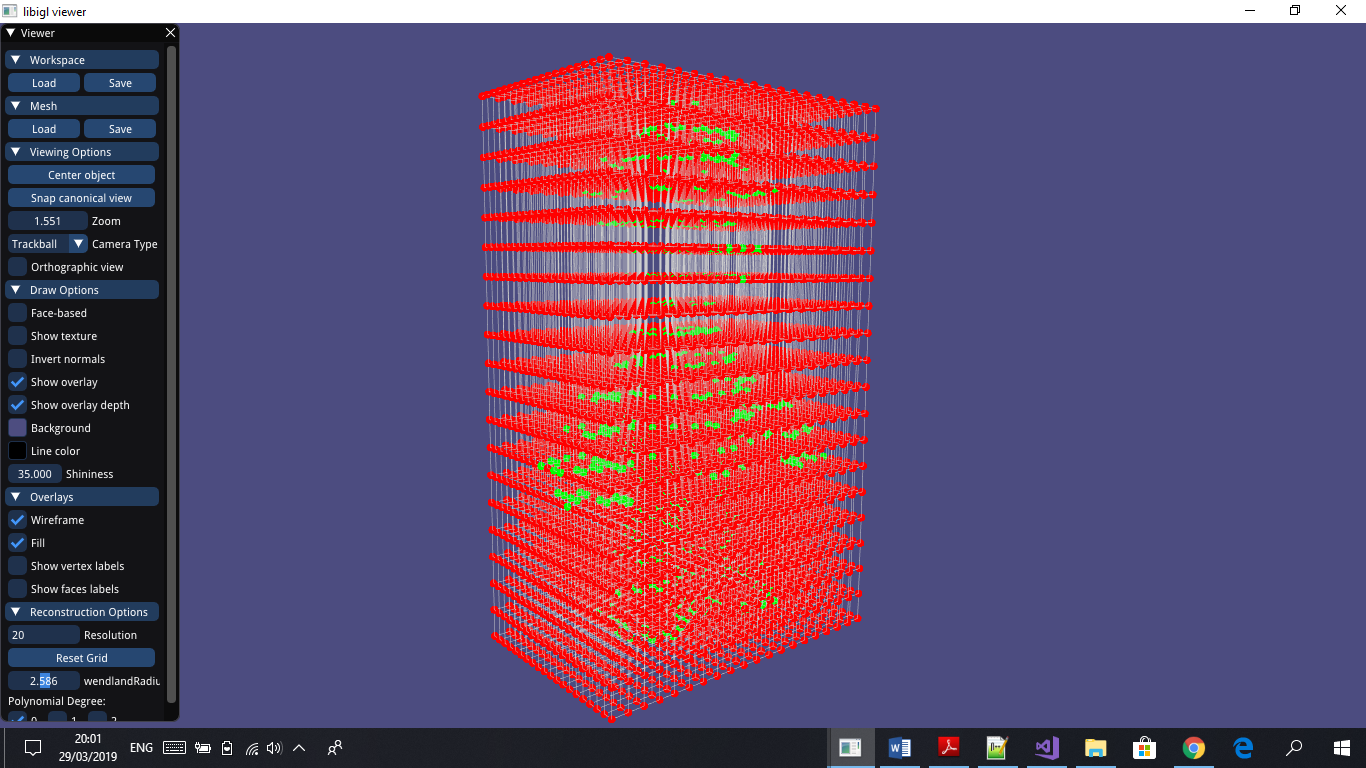 libigl viewer
Viewer
Workspace
Load Save
Mesh
Load Save
Viewing Options
Center object
Snap canonical view
1.551 Zoom
Trackball Camera Type
Orthographic view
Draw Options
Face-based
Show texture
Invert normals
Show overlay
Show overlay depth
Background
Line color
35.000 Shininess
Overlays
Wireframe
Fill
Show vertex labels
Show faces labels
Reconstruction Options
20 Resolution
Reset Grid
2.586 wendlandRadiu
Polynomial Degree:
0 1 2
20:01
ENG
29/03/2019